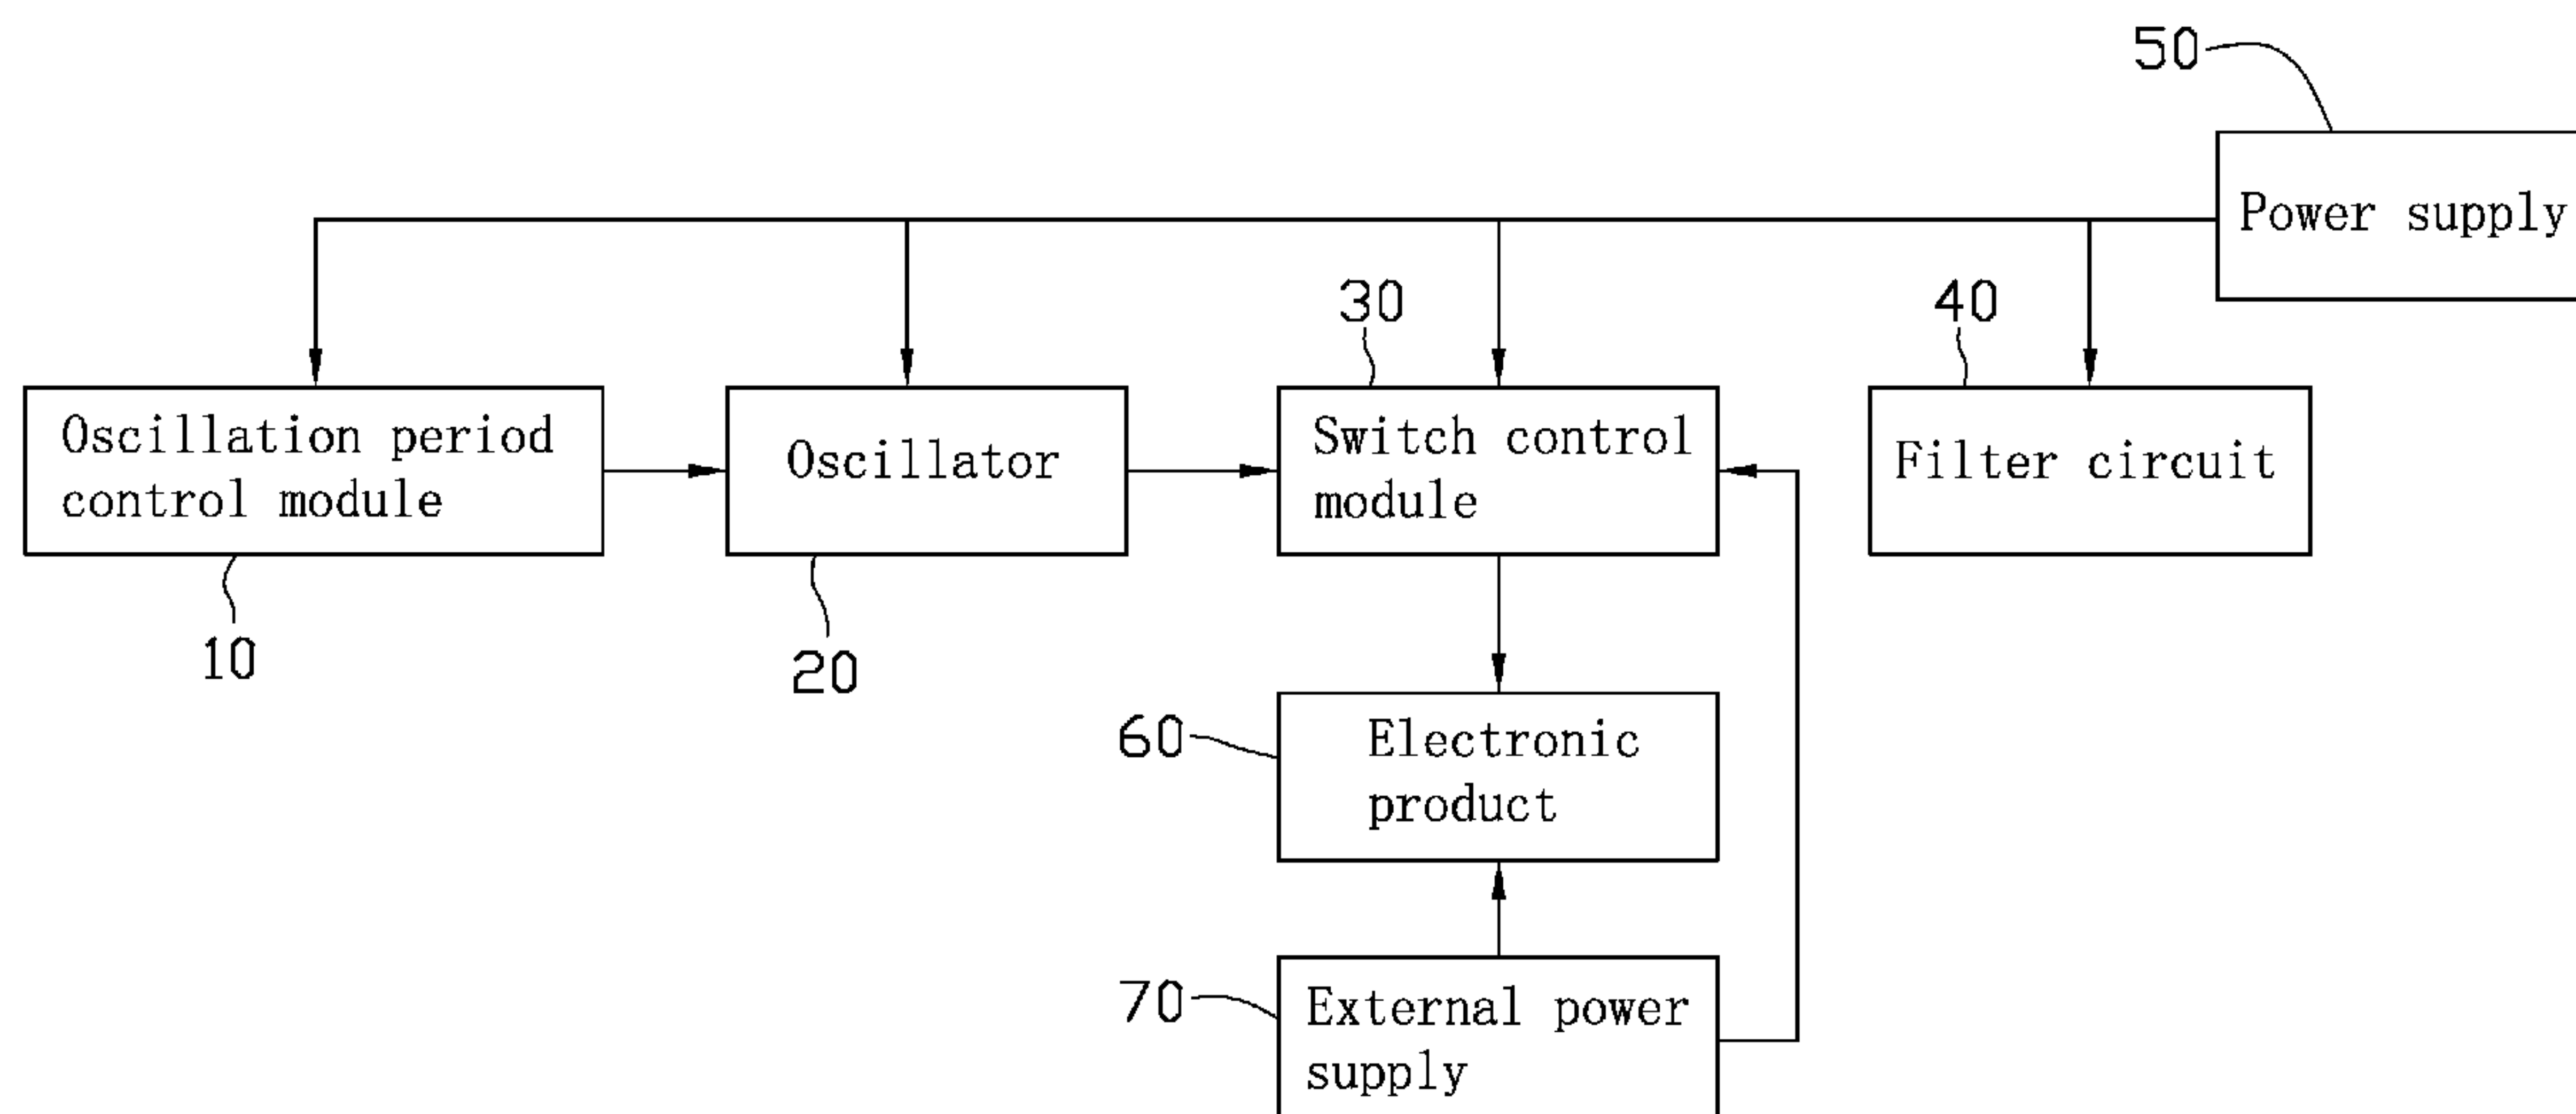 50
Power supply
30
40
Oscillation period
control module
Oscillator
Switch control
module
Filter circuit
10
20
60
Electronic
product
70
External power
supply